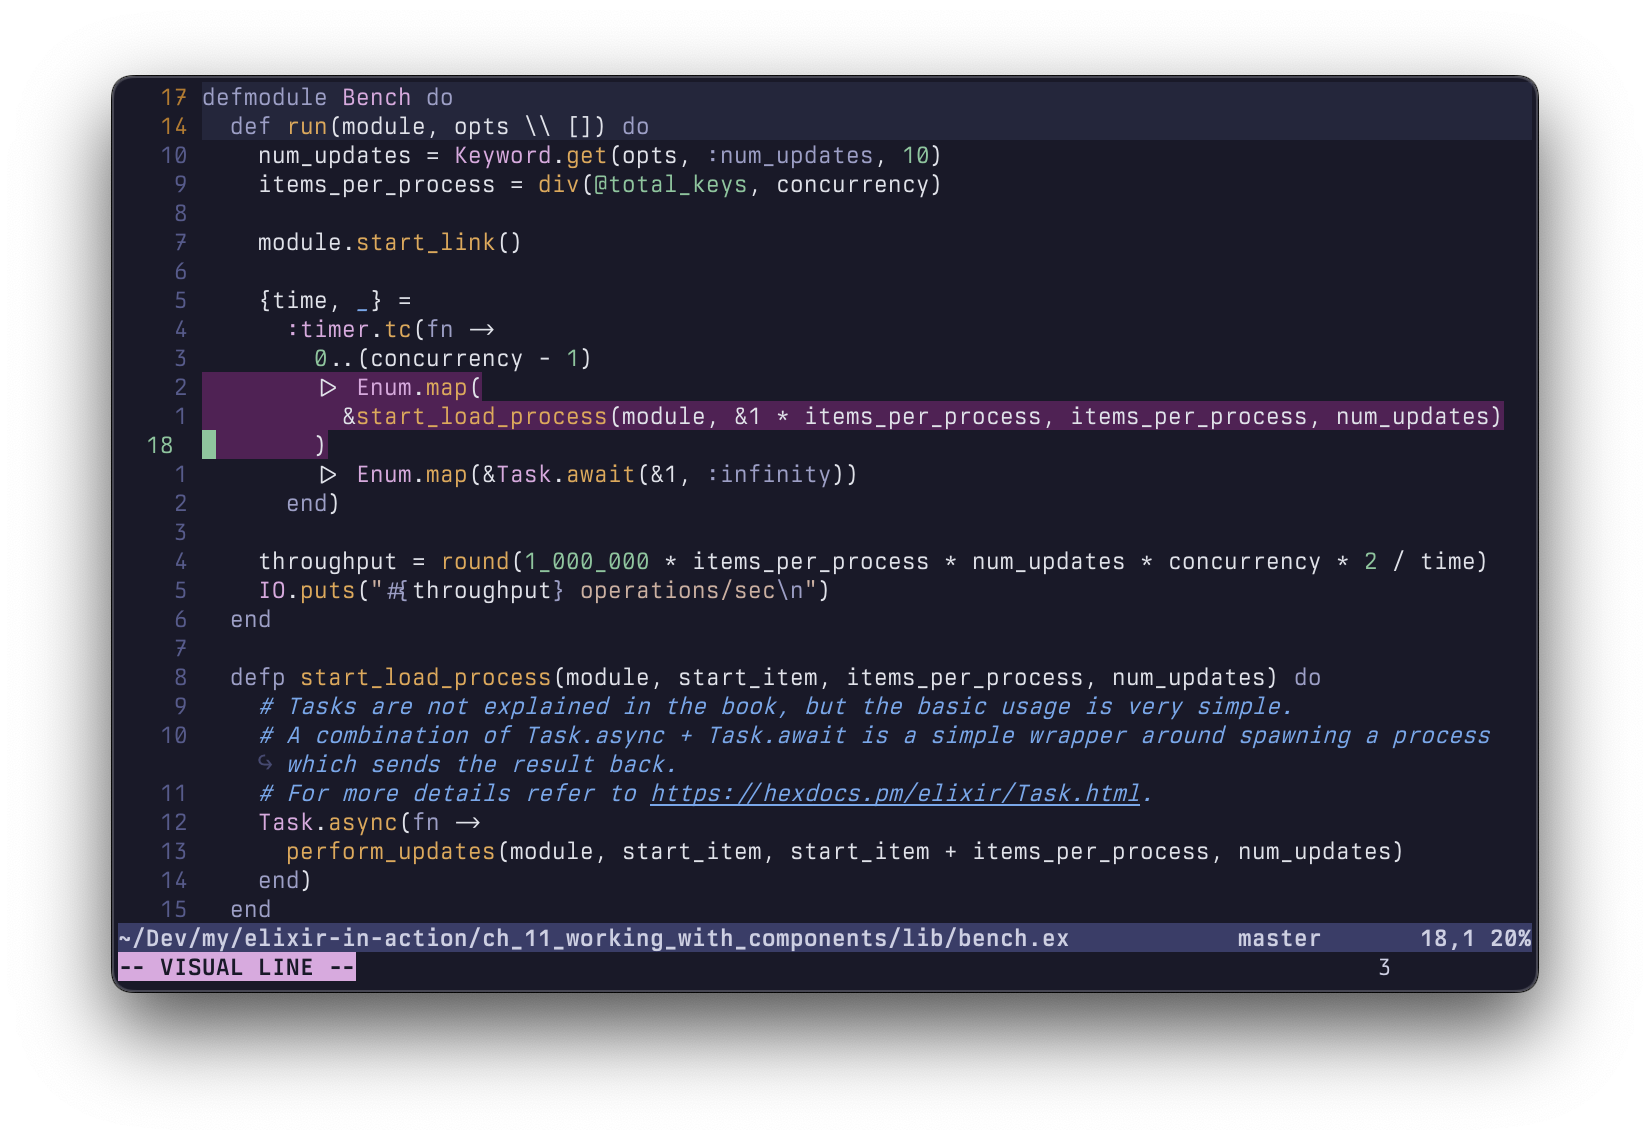 17 defmodule Bench do
14   def run(module, opts \\ []) do
10     num_updates = Keyword.get(opts, :num_updates, 10)
9     items_per_process = div(@total_keys, concurrency)
8
7     module.start_link()
6
5     {time, _} =
4       :timer.tc(fn ->
3         0..(concurrency - 1)
2         |> Enum.map(
1           &start_load_process(module, &1 * items_per_process, items_per_process, num_updates)
18         )
1         |> Enum.map(&Task.await(&1, :infinity))
2       end)
3
4     throughput = round(1_000_000 * items_per_process * num_updates * concurrency * 2 / time)
5     IO.puts("#{throughput} operations/sec\n")
6   end
7
8   defp start_load_process(module, start_item, items_per_process, num_updates) do
9     # Tasks are not explained in the book, but the basic usage is very simple.
10     # A combination of Task.async + Task.await is a simple wrapper around spawning a process
↪ which sends the result back.
11     # For more details refer to https://hexdocs.pm/elixir/Task.html.
12     Task.async(fn ->
13       perform_updates(module, start_item, start_item + items_per_process, num_updates)
14     end)
15   end
~/Dev/my/elixir-in-action/ch_11_working_with_components/lib/bench.ex master 18,1 20%
-- VISUAL LINE -- 3